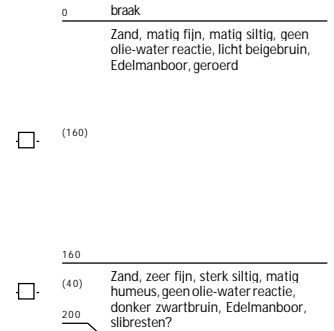 0 braak
Zand, matig fijn, matig siltig, geen
olie-water reactie, licht beigebruin,
Edelmanboor, geroerd
(160)
160
Zand, zeer fijn, sterk siltig, matig
(40)
humeus, geen olie-water reactie,
donker zwartbruin, Edelmanboor,
200
slibresten?